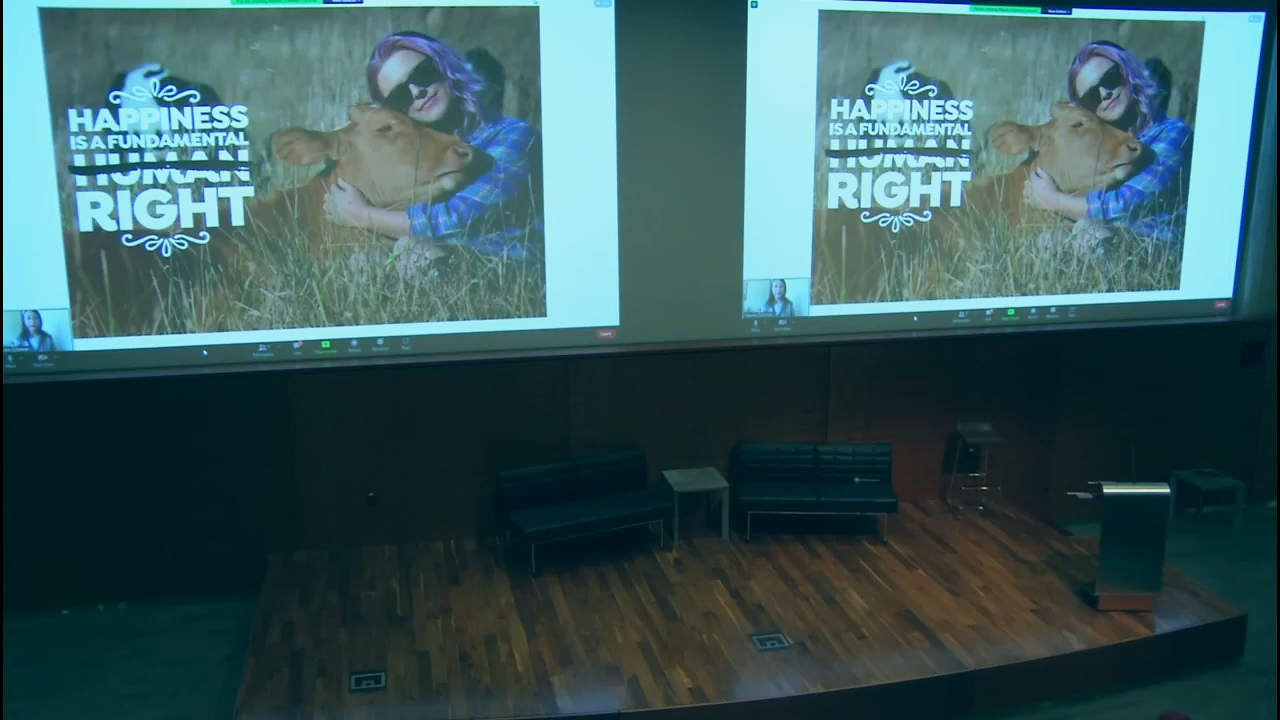 HAPPINESS
IS A FUNDAMENTAL
HUMAN
RIGHT
HAPPINESS
IS A FUNDAMENTAL
HUMAN
RIGHT